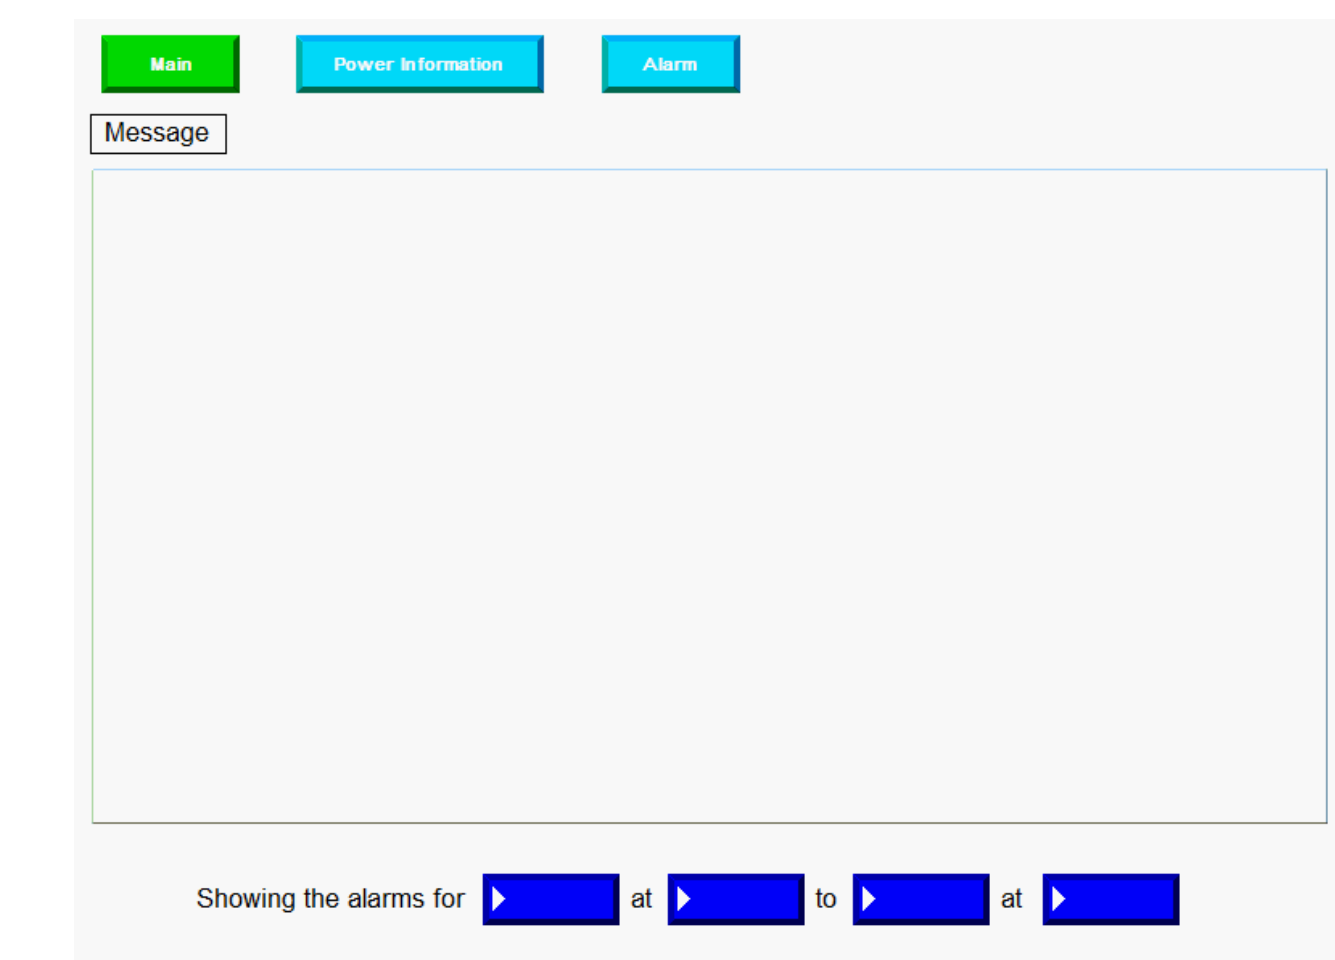 Main Power Information Alarm
Message
Showing the alarms for at to at